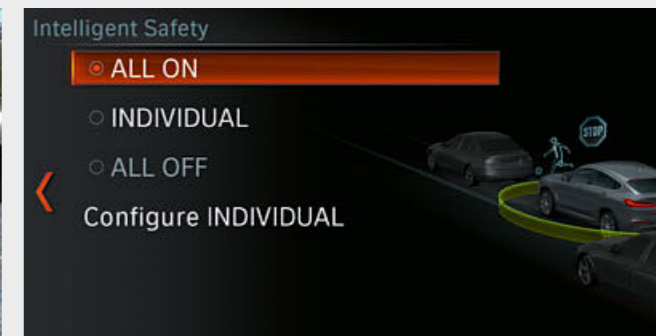 Intelligent Safety
ALL ON
INDIVIDUAL
STOP
ALL OFF
Configure INDIVIDUAL